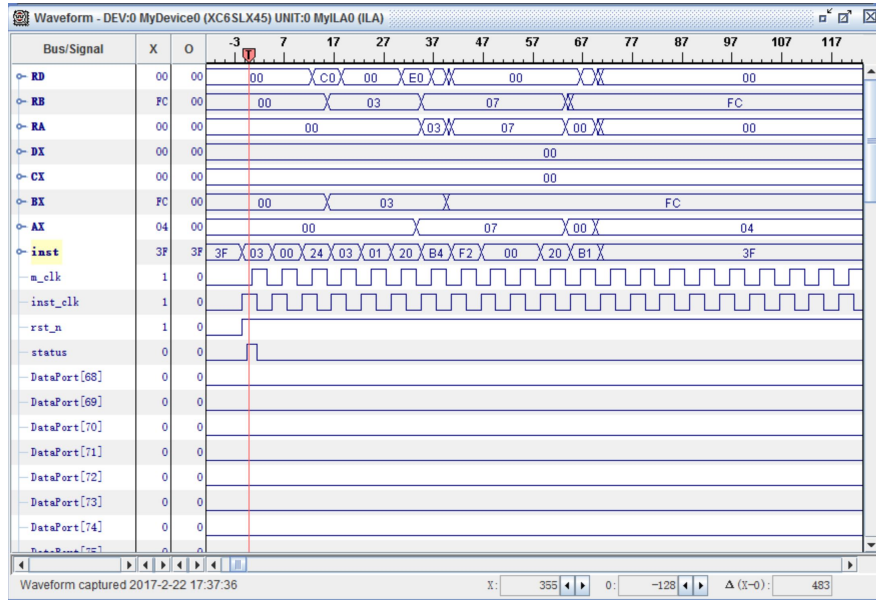 Waveform - DEV:0 MyDevice0 (XC6SLX45) UNIT:0 MyILA0 (ILA)
Bus/Signal X O -3 7 17 27 37 47 57 67 77 87 97 107 117
T
RD 00 00 00 C0 00 E0 00 00
RB FC 00 00 03 07 FC
RA 00 00 00 03 07 00 00
DX 00 00 00
CX 00 00 00
BX FC 00 00 03 FC
AX 04 00 00 07 00 04
inst 3F 3F 3F 03 00 24 03 01 20 B4 F2 00 20 B1 3F
m_clk 1 0
inst_clk 1 0
rst_n 1 0
status 0 0
DataPort[68] 0 0
DataPort[69] 0 0
DataPort[70] 0 0
DataPort[71] 0 0
DataPort[72] 0 0
DataPort[73] 0 0
DataPort[74] 0 0
DataPort[75] 0 0
Waveform captured 2017-2-22 17:37:36 X: 355 O: -128 Δ(X-O): 483